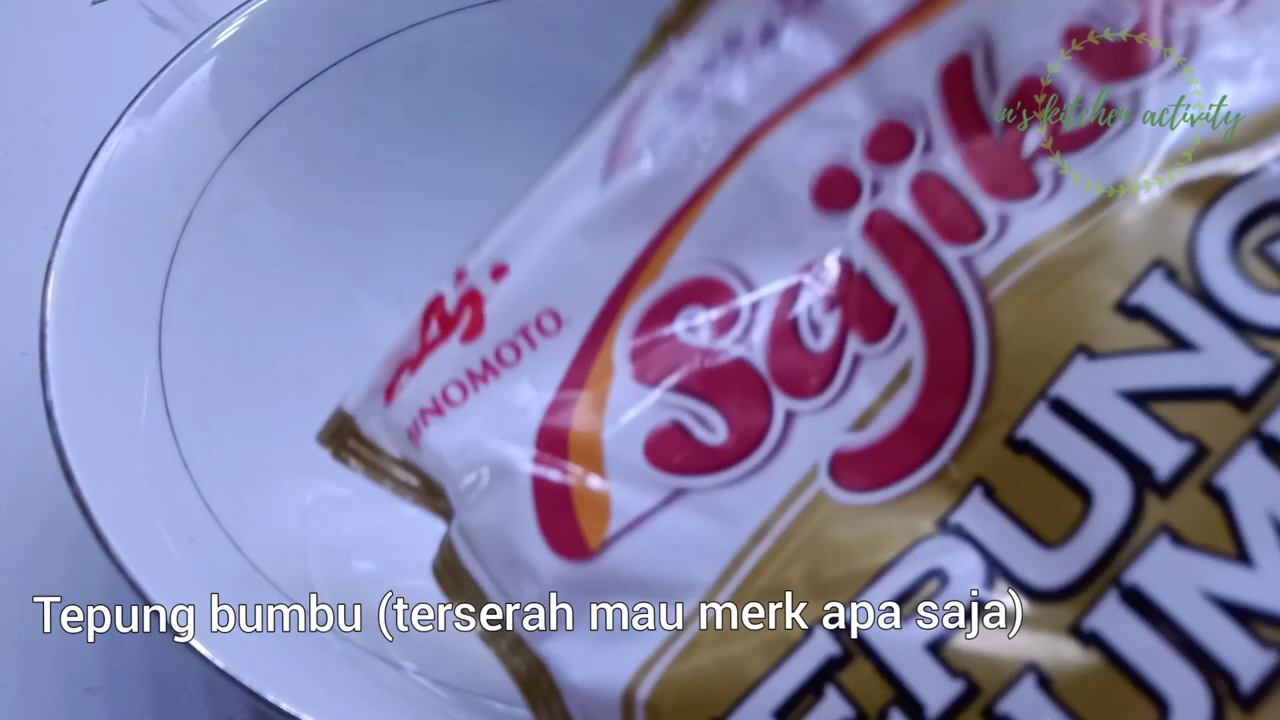 Sajiku
n's kitchen activity
AJINOMOTO
Tepung bumbu (terserah mau merk apa saja)